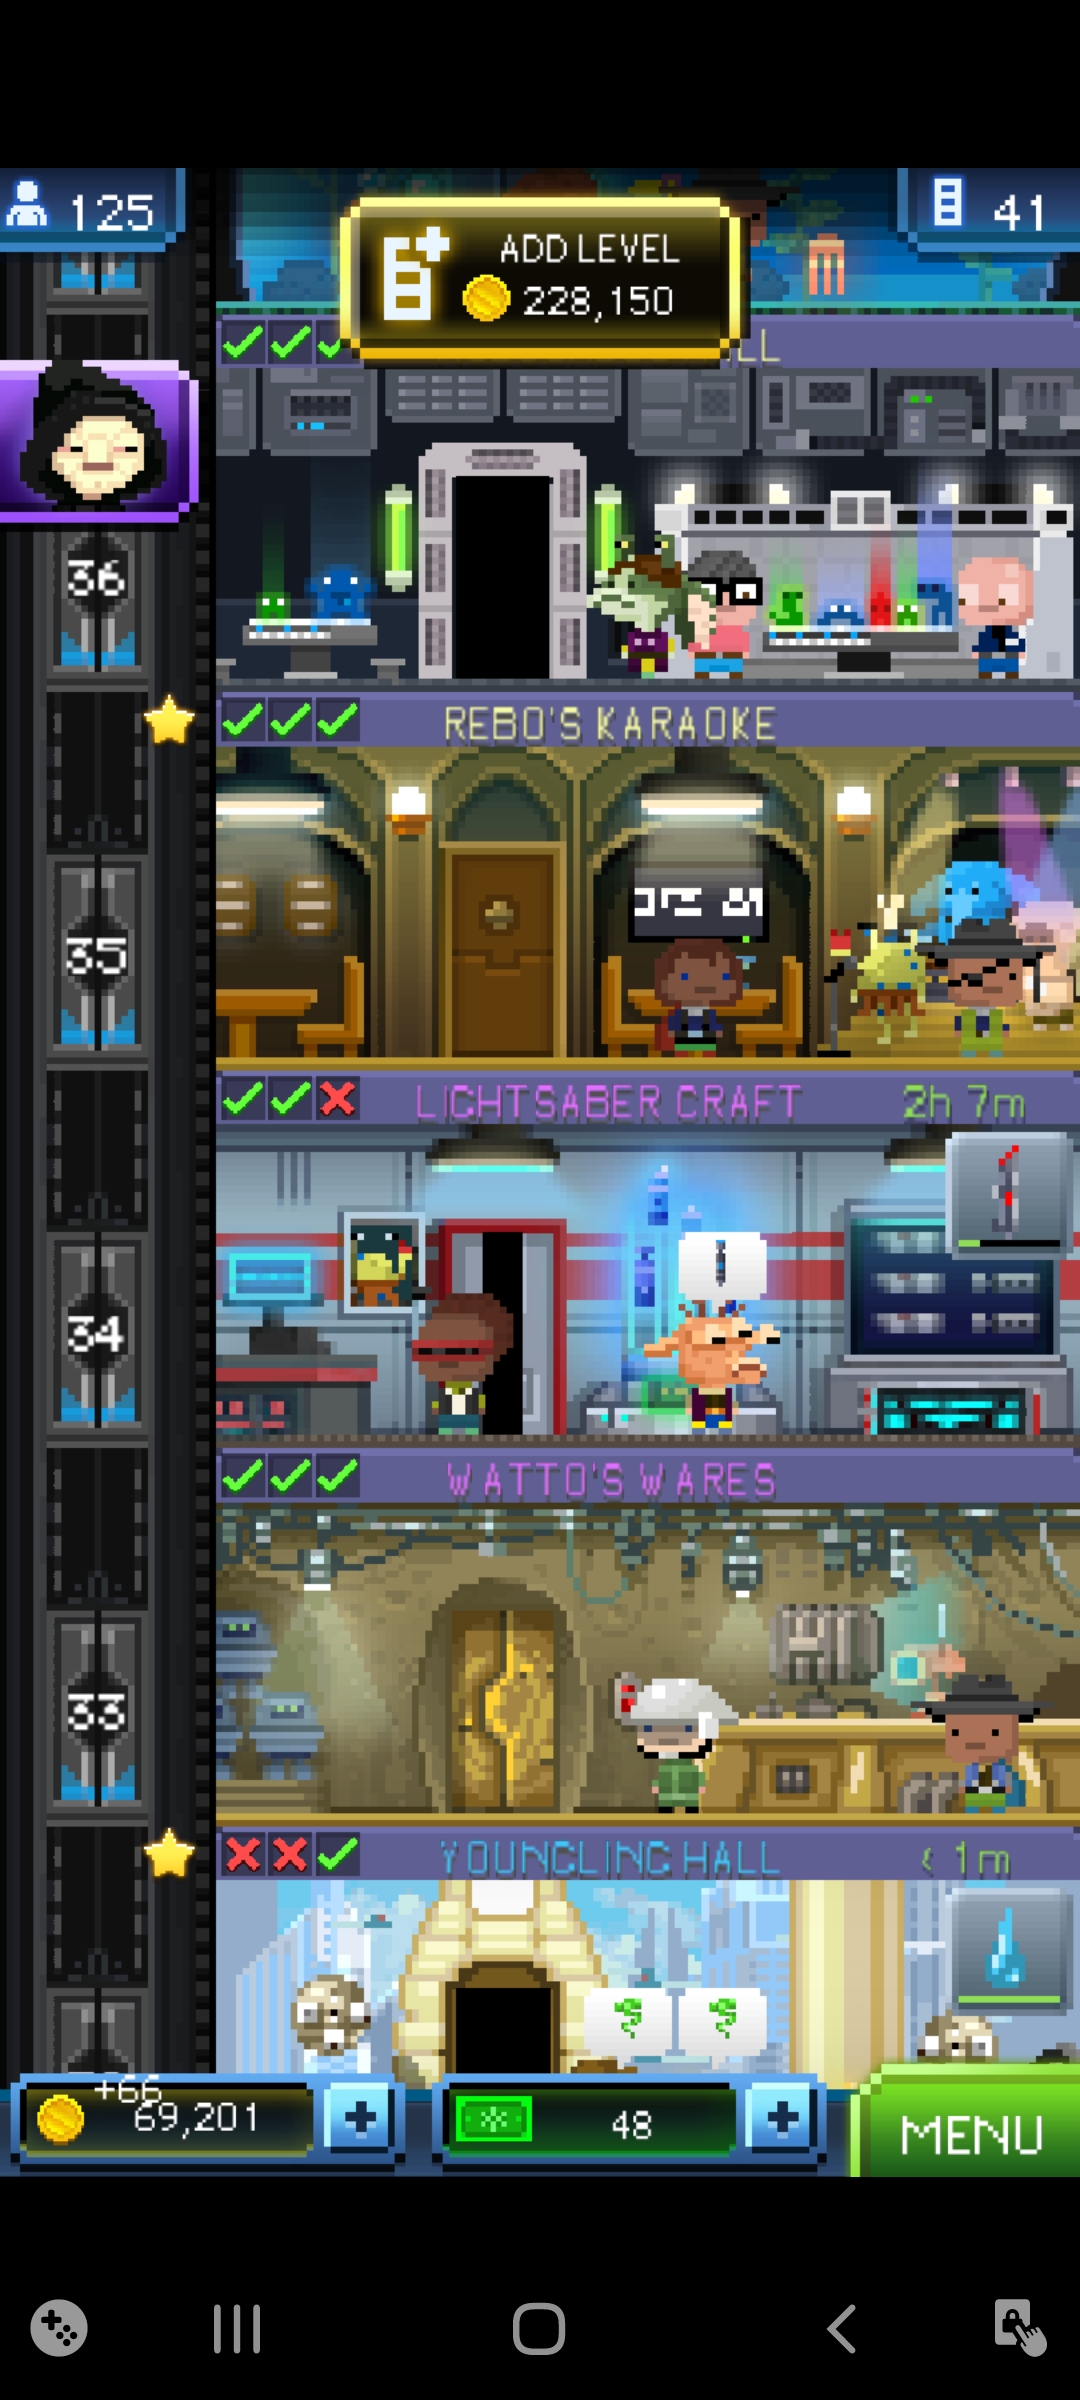 125
ADD LEVEL
228,150
41
36
REBO'S KARAOKE
35
LIGHTSABER CRAFT 2h 7m
34
WATTO'S WARES
33
YOUNGLING HALL < 1m
+66
69,201
48
MENU